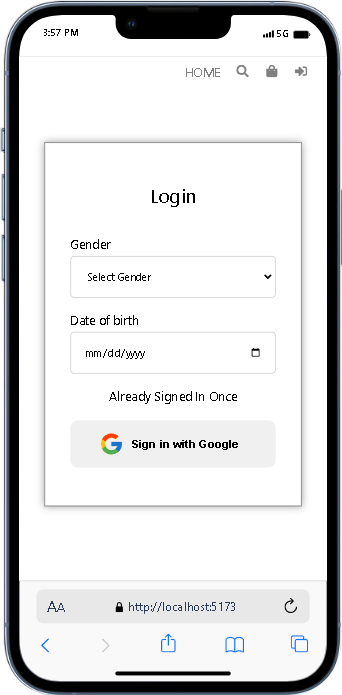 3:57 PM 5G
HOME
Login
Gender
Select Gender
Date of birth
mm/dd/yyyy
Already Signed In Once
Sign in with Google
AA http://localhost:5173